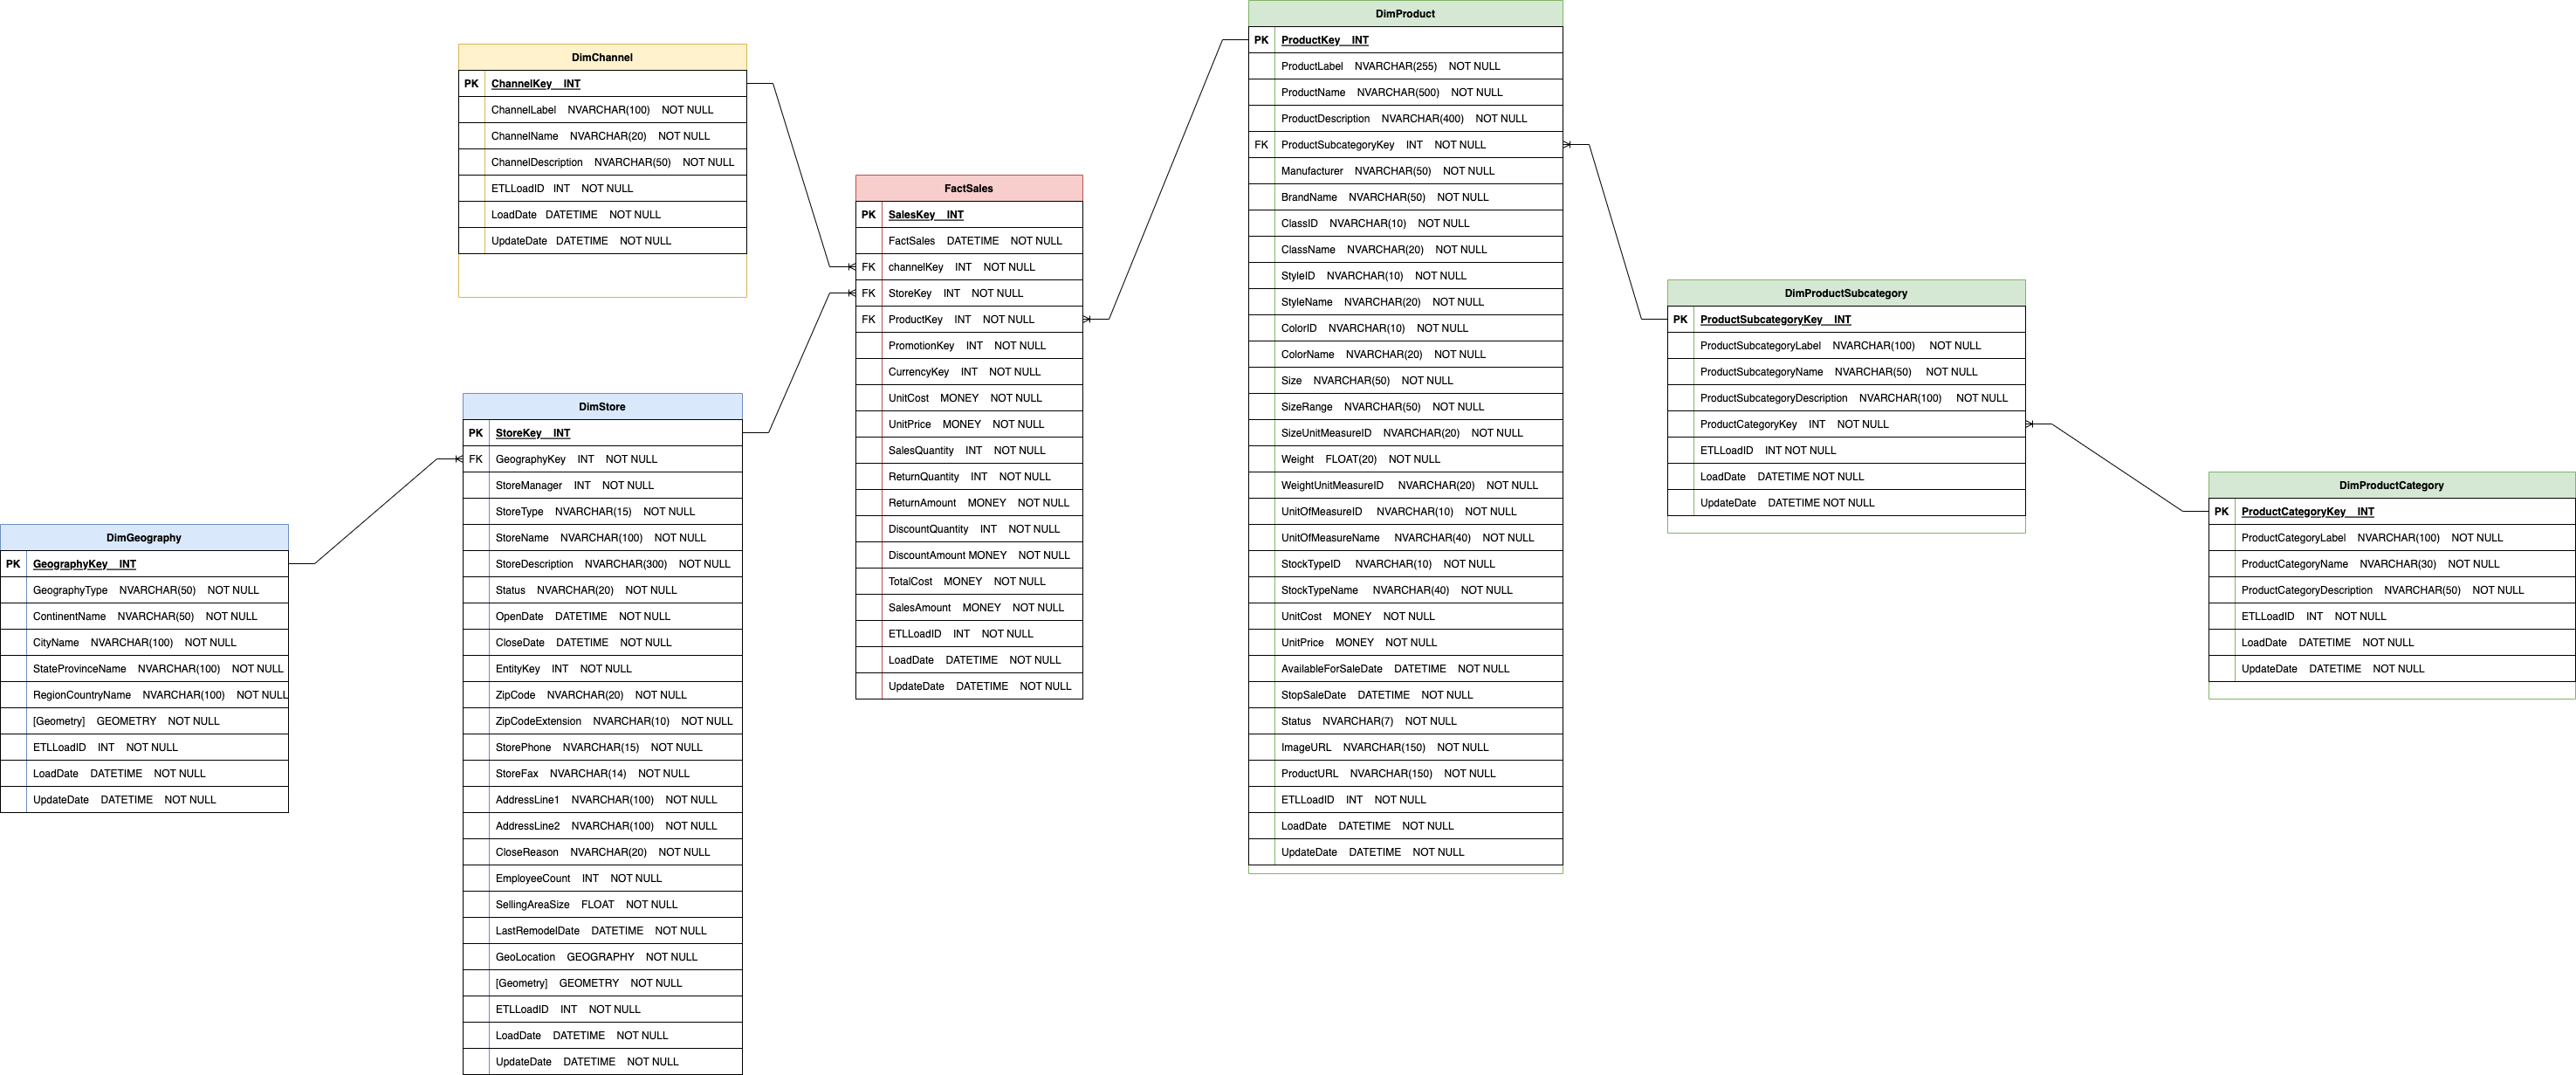 DimChannel
PK ChannelKey INT
ChannelLabel NVARCHAR(100) NOT NULL
ChannelName NVARCHAR(20) NOT NULL
ChannelDescription NVARCHAR(50) NOT NULL
ETLLoadID INT NOT NULL
LoadDate DATETIME NOT NULL
UpdateDate DATETIME NOT NULL
DimGeography
PK GeographyKey INT
GeographyType NVARCHAR(50) NOT NULL
ContinentName NVARCHAR(50) NOT NULL
CityName NVARCHAR(100) NOT NULL
StateProvinceName NVARCHAR(100) NOT NULL
RegionCountryName NVARCHAR(100) NOT NULL
[Geometry] GEOMETRY NOT NULL
ETLLoadID INT NOT NULL
LoadDate DATETIME NOT NULL
UpdateDate DATETIME NOT NULL
DimStore
PK StoreKey INT
FK GeographyKey INT NOT NULL
StoreManager INT NOT NULL
StoreType NVARCHAR(15) NOT NULL
StoreName NVARCHAR(100) NOT NULL
StoreDescription NVARCHAR(300) NOT NULL
Status NVARCHAR(20) NOT NULL
OpenDate DATETIME NOT NULL
CloseDate DATETIME NOT NULL
EntityKey INT NOT NULL
ZipCode NVARCHAR(20) NOT NULL
ZipCodeExtension NVARCHAR(10) NOT NULL
StorePhone NVARCHAR(15) NOT NULL
StoreFax NVARCHAR(14) NOT NULL
AddressLine1 NVARCHAR(100) NOT NULL
AddressLine2 NVARCHAR(100) NOT NULL
CloseReason NVARCHAR(20) NOT NULL
EmployeeCount INT NOT NULL
SellingAreaSize FLOAT NOT NULL
LastRemodelDate DATETIME NOT NULL
GeoLocation GEOGRAPHY NOT NULL
[Geometry] GEOMETRY NOT NULL
ETLLoadID INT NOT NULL
LoadDate DATETIME NOT NULL
UpdateDate DATETIME NOT NULL
FactSales
PK SalesKey INT
FactSales DATETIME NOT NULL
FK channelKey INT NOT NULL
FK StoreKey INT NOT NULL
FK ProductKey INT NOT NULL
PromotionKey INT NOT NULL
CurrencyKey INT NOT NULL
UnitCost MONEY NOT NULL
UnitPrice MONEY NOT NULL
SalesQuantity INT NOT NULL
ReturnQuantity INT NOT NULL
ReturnAmount MONEY NOT NULL
DiscountQuantity INT NOT NULL
DiscountAmount MONEY NOT NULL
TotalCost MONEY NOT NULL
SalesAmount MONEY NOT NULL
ETLLoadID INT NOT NULL
LoadDate DATETIME NOT NULL
UpdateDate DATETIME NOT NULL
DimProduct
PK ProductKey INT
ProductLabel NVARCHAR(255) NOT NULL
ProductName NVARCHAR(500) NOT NULL
ProductDescription NVARCHAR(400) NOT NULL
FK ProductSubcategoryKey INT NOT NULL
Manufacturer NVARCHAR(50) NOT NULL
BrandName NVARCHAR(50) NOT NULL
ClassID NVARCHAR(10) NOT NULL
ClassName NVARCHAR(20) NOT NULL
StyleID NVARCHAR(10) NOT NULL
StyleName NVARCHAR(20) NOT NULL
ColorID NVARCHAR(10) NOT NULL
ColorName NVARCHAR(20) NOT NULL
Size NVARCHAR(50) NOT NULL
SizeRange NVARCHAR(50) NOT NULL
SizeUnitMeasureID NVARCHAR(20) NOT NULL
Weight FLOAT(20) NOT NULL
WeightUnitMeasureID NVARCHAR(20) NOT NULL
UnitOfMeasureID NVARCHAR(10) NOT NULL
UnitOfMeasureName NVARCHAR(40) NOT NULL
StockTypeID NVARCHAR(10) NOT NULL
StockTypeName NVARCHAR(40) NOT NULL
UnitCost MONEY NOT NULL
UnitPrice MONEY NOT NULL
AvailableForSaleDate DATETIME NOT NULL
StopSaleDate DATETIME NOT NULL
Status NVARCHAR(7) NOT NULL
ImageURL NVARCHAR(150) NOT NULL
ProductURL NVARCHAR(150) NOT NULL
ETLLoadID INT NOT NULL
LoadDate DATETIME NOT NULL
UpdateDate DATETIME NOT NULL
DimProductSubcategory
PK ProductSubcategoryKey INT
ProductSubcategoryLabel NVARCHAR(100) NOT NULL
ProductSubcategoryName NVARCHAR(50) NOT NULL
ProductSubcategoryDescription NVARCHAR(100) NOT NULL
ProductCategoryKey INT NOT NULL
ETLLoadID INT NOT NULL
LoadDate DATETIME NOT NULL
UpdateDate DATETIME NOT NULL
DimProductCategory
PK ProductCategoryKey INT
ProductCategoryLabel NVARCHAR(100) NOT NULL
ProductCategoryName NVARCHAR(30) NOT NULL
ProductCategoryDescription NVARCHAR(50) NOT NULL
ETLLoadID INT NOT NULL
LoadDate DATETIME NOT NULL
UpdateDate DATETIME NOT NULL